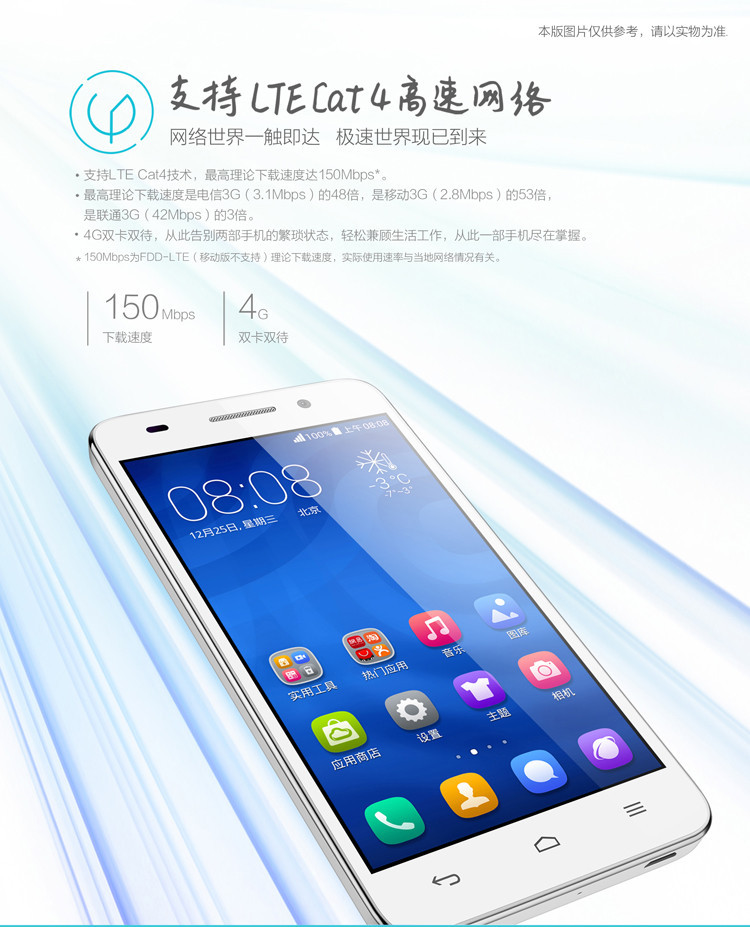 本版图片仅供参考，请以实物为准
支持LTE Cat4高速网络
网络世界一触即达 极速世界现已到来
• 支持LTE Cat4技术，最高理论下载速度达150Mbps*。
• 最高理论下载速度是电信3G（3.1Mbps）的48倍，是移动3G（2.8Mbps）的53倍，
是联通3G（42Mbps）的3倍。
• 4G双卡双待，从此告别两部手机的繁琐状态，轻松兼顾生活工作，从此一部手机尽在掌握。
* 150Mbps为FDD-LTE（移动版不支持）理论下载速度，实际使用速率与当地网络情况有关。
150Mbps 4G
下载速度 双卡双待
100% 上午08:08
08:08
-3°C
-7°~3°
12月25日, 星期三 北京
实用工具 热门应用 音乐 图库
应用商店 设置 主题 相机